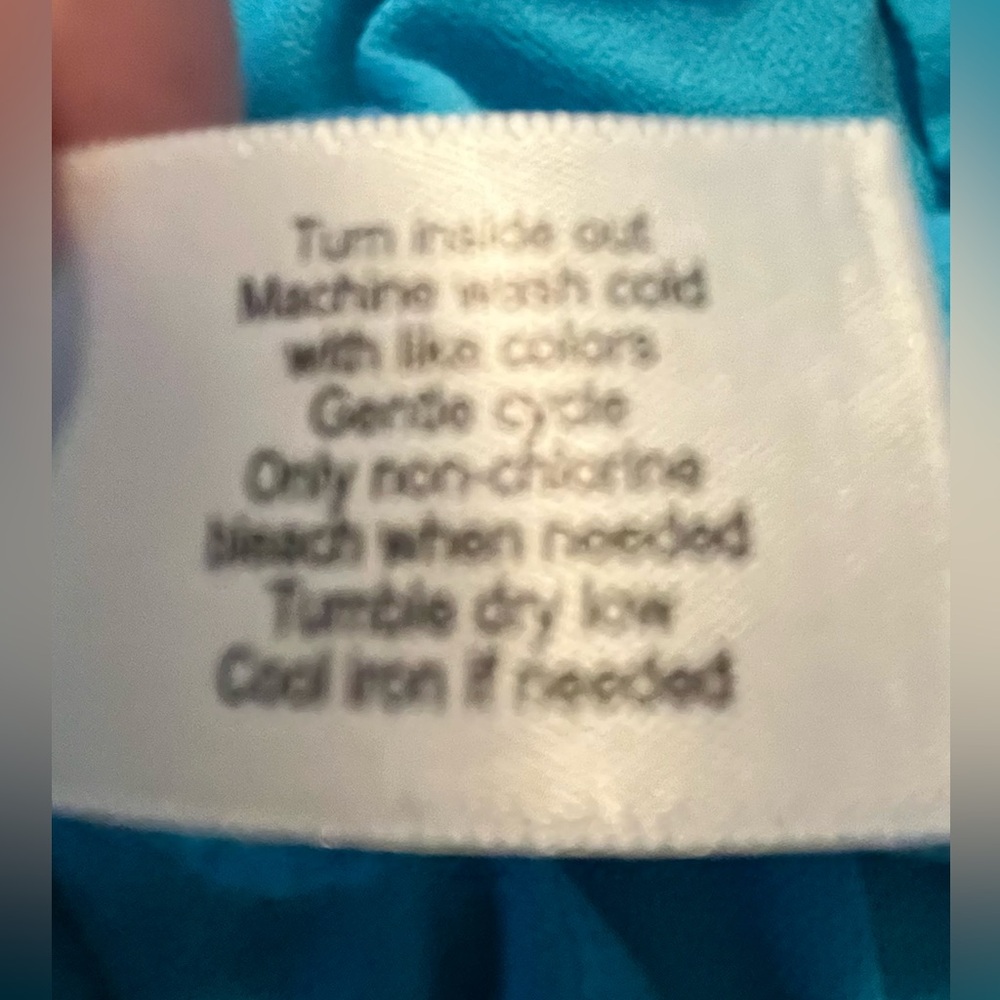 Turn inside out
Machine wash cold
with like colors
Gentle cycle
Only non-chlorine
bleach when needed
Tumble dry low
Cool iron if needed